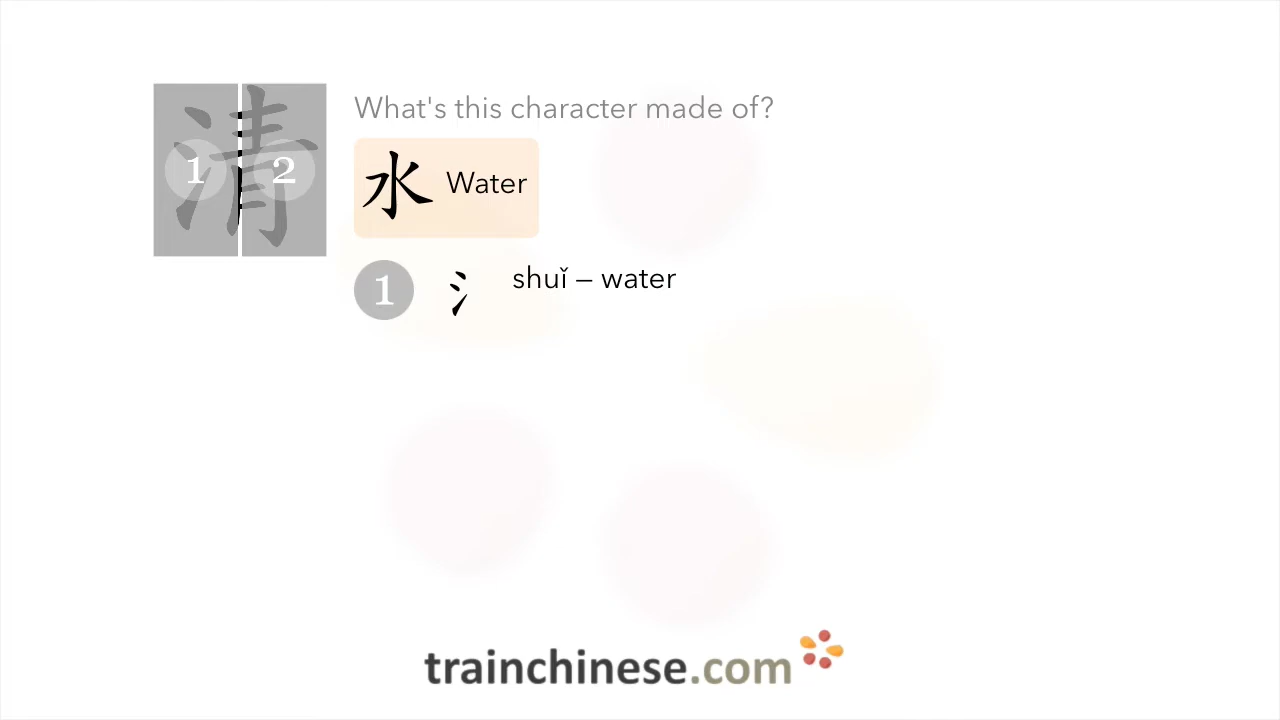 清
1 2
What's this character made of?
水 Water
1 氵 shuǐ – water
trainchinese.com